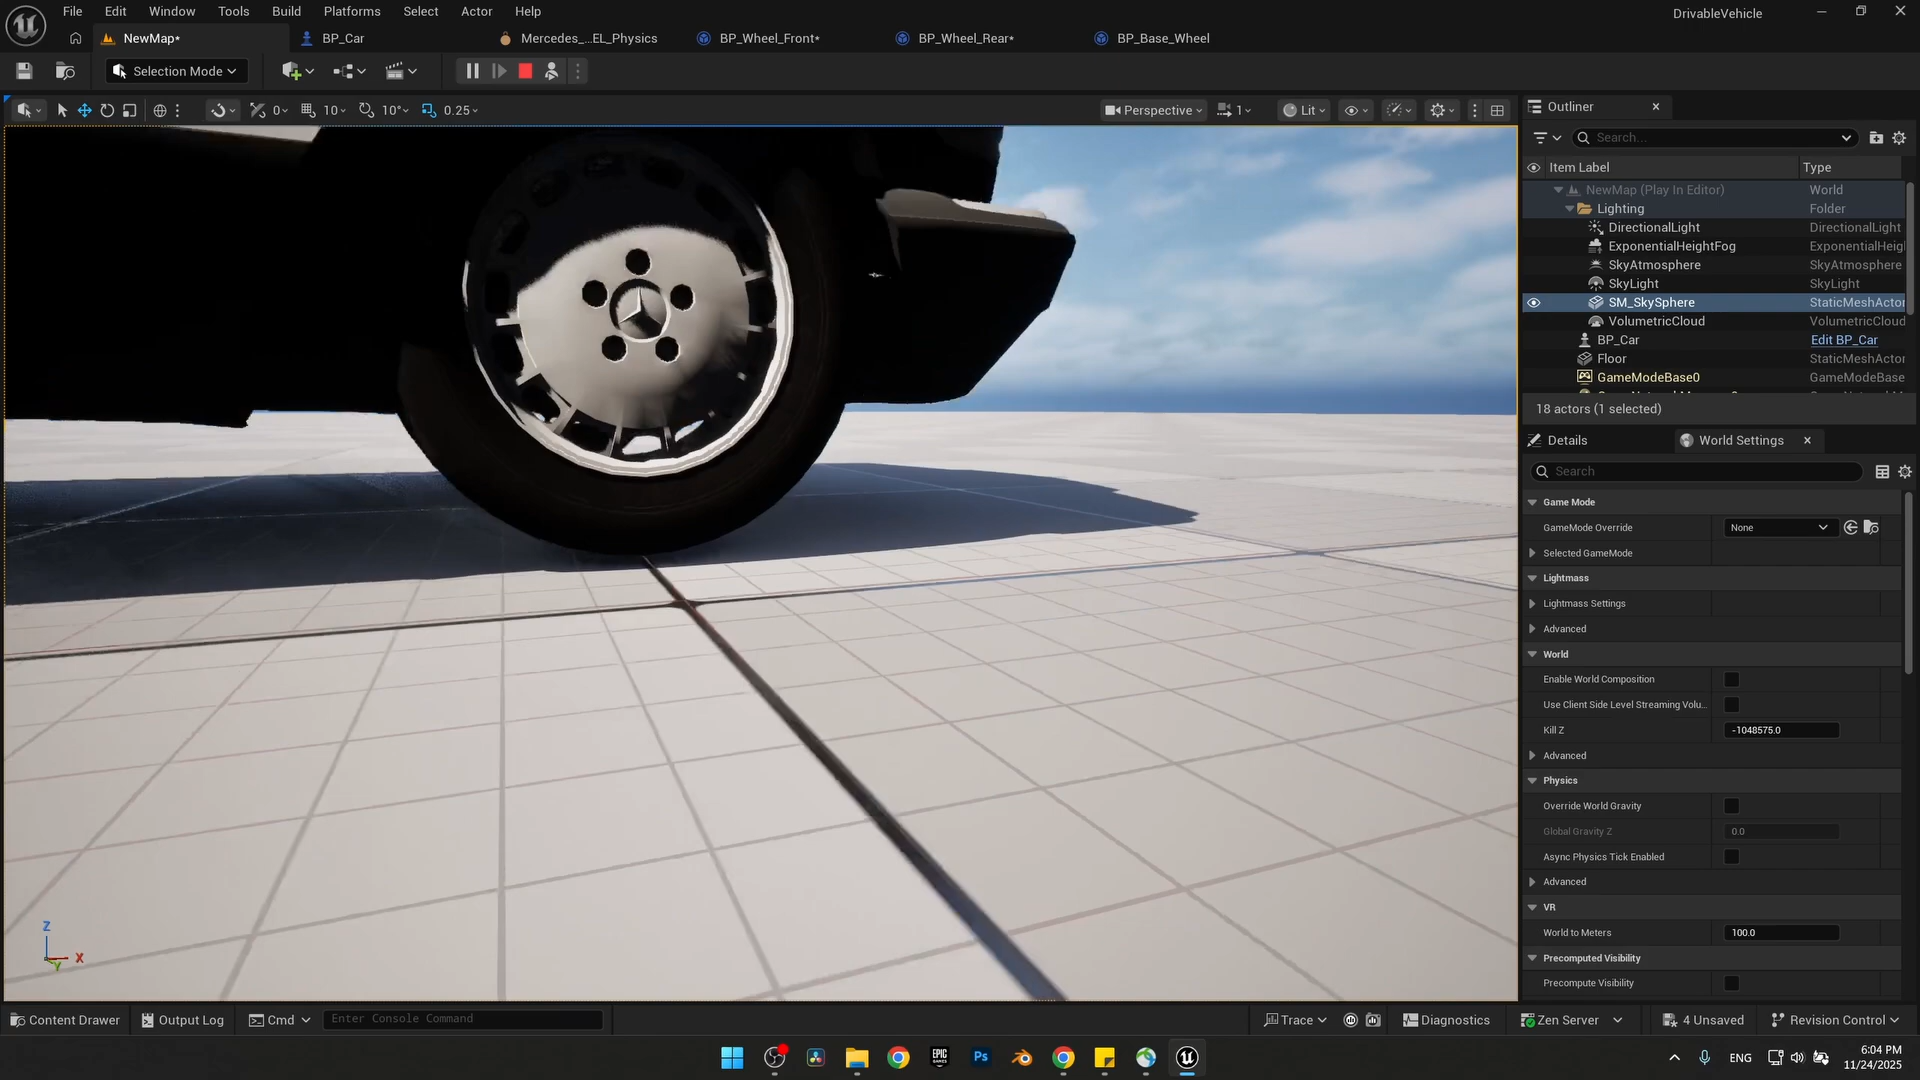 File Edit Window Tools Build Platforms Select Actor Help
DrivableVehicle
NewMap*
BP_Car
Mercedes_...EL_Physics
BP_Wheel_Front*
BP_Wheel_Rear*
BP_Base_Wheel
Selection Mode
0
10
10°
0.25
Perspective
1
Lit
Outliner
Search...
Item Label Type
NewMap (Play In Editor) World
Lighting Folder
DirectionalLight DirectionalLight
ExponentialHeightFog ExponentialHeigh
SkyAtmosphere SkyAtmosphere
SkyLight SkyLight
SM_SkySphere StaticMeshActor
VolumetricCloud VolumetricCloud
BP_Car Edit BP_Car
Floor StaticMeshActor
GameModeBase0 GameModeBase
18 actors (1 selected)
Details
World Settings
Search
Game Mode
GameMode Override None
Selected GameMode
Lightmass
Lightmass Settings
Advanced
World
Enable World Composition
Use Client Side Level Streaming Volu...
Kill Z -1048575.0
Advanced
Physics
Override World Gravity
Global Gravity Z 0.0
Async Physics Tick Enabled
Advanced
VR
World to Meters 100.0
Precomputed Visibility
Precompute Visibility
Z
X
Y
Content Drawer
Output Log
Cmd
Enter Console Command
Trace
Diagnostics
Zen Server
4 Unsaved
Revision Control
EPIC GAMES
Ps
ENG
6:04 PM
11/24/2025